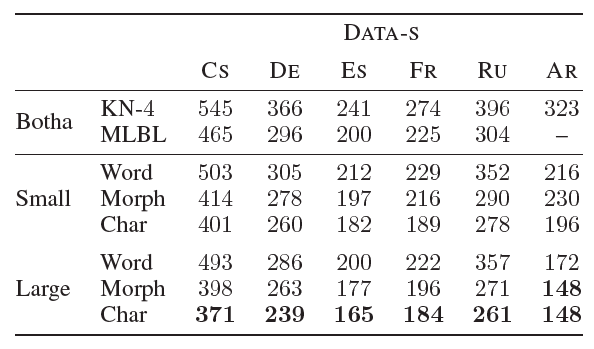 DATA-S
CS DE ES FR RU AR
Botha
KN-4 545 366 241 274 396 323
MLBL 465 296 200 225 304 –
Small
Word 503 305 212 229 352 216
Morph 414 278 197 216 290 230
Char 401 260 182 189 278 196
Large
Word 493 286 200 222 357 172
Morph 398 263 177 196 271 148
Char 371 239 165 184 261 148